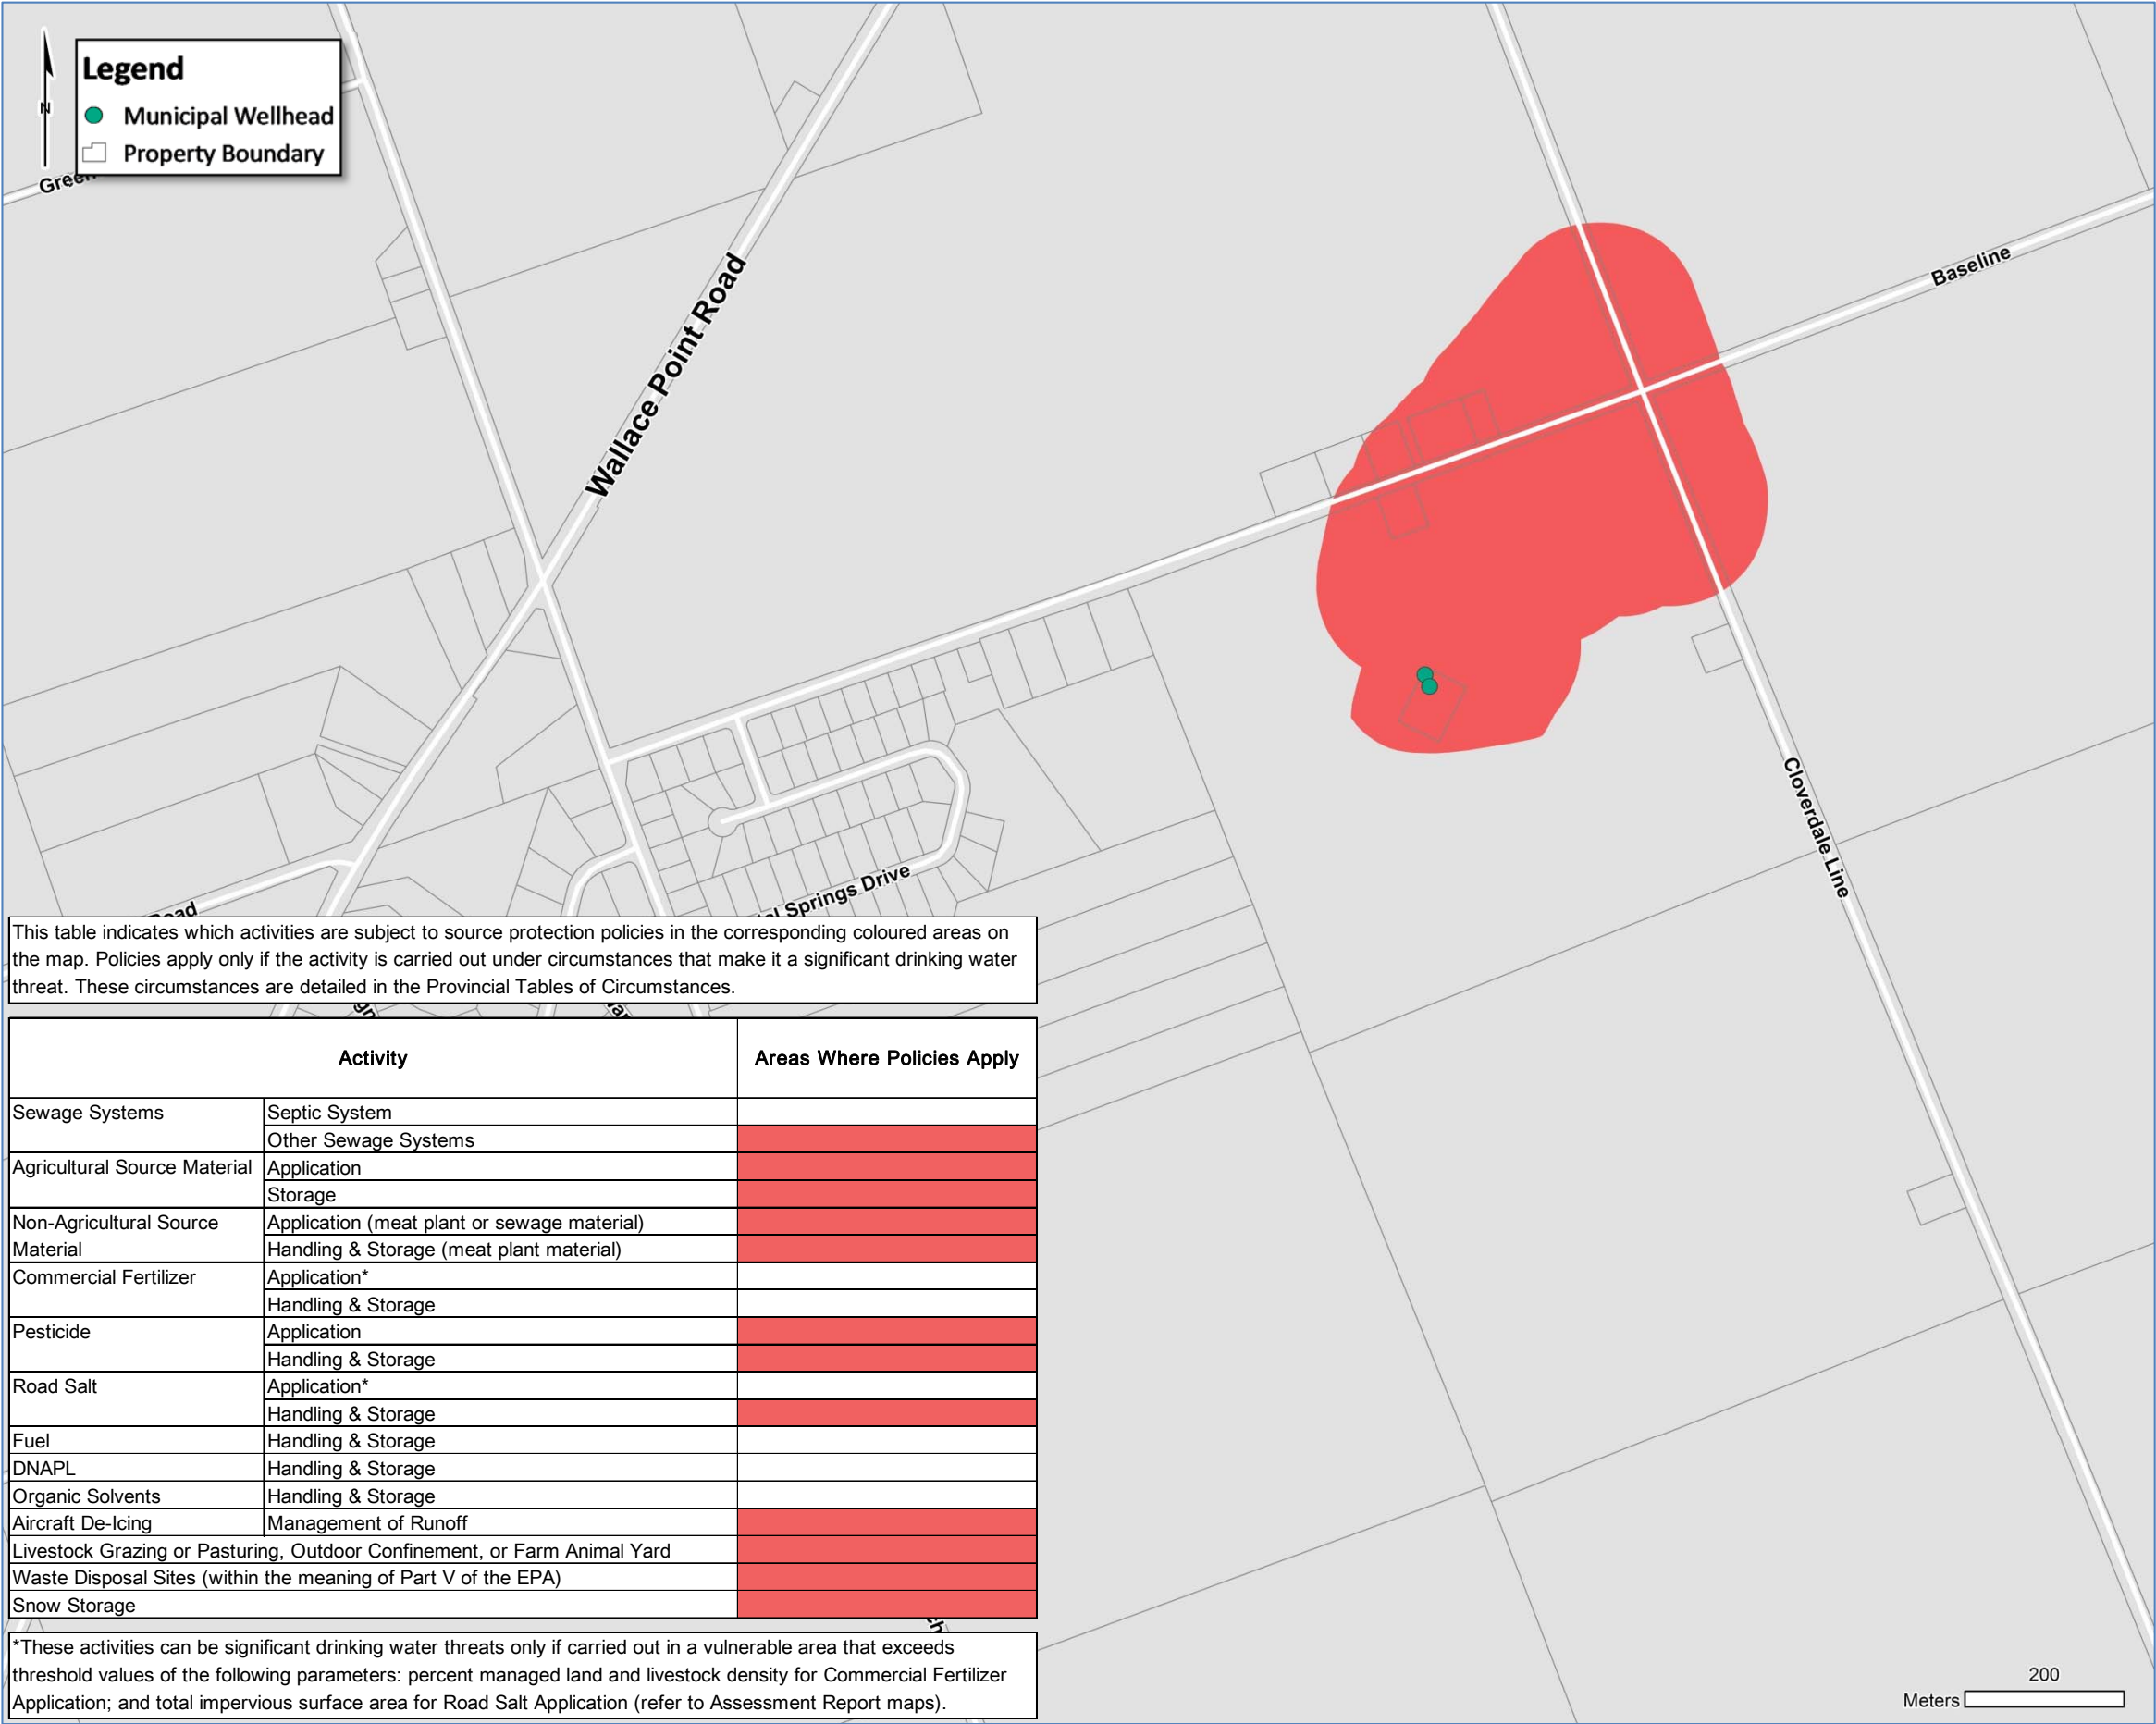 N
Legend
Municipal Wellhead
Property Boundary
Wallace Point Road
Baseline
Cloverdale Line
Springs Drive
This table indicates which activities are subject to source protection policies in the corresponding coloured areas on
the map. Policies apply only if the activity is carried out under circumstances that make it a significant drinking water
threat. These circumstances are detailed in the Provincial Tables of Circumstances.
Activity Areas Where Policies Apply
Sewage Systems Septic System
Other Sewage Systems
Agricultural Source Material Application
Storage
Non-Agricultural Source Application (meat plant or sewage material)
Material Handling & Storage (meat plant material)
Commercial Fertilizer Application*
Handling & Storage
Pesticide Application
Handling & Storage
Road Salt Application*
Handling & Storage
Fuel Handling & Storage
DNAPL Handling & Storage
Organic Solvents Handling & Storage
Aircraft De-Icing Management of Runoff
Livestock Grazing or Pasturing, Outdoor Confinement, or Farm Animal Yard
Waste Disposal Sites (within the meaning of Part V of the EPA)
Snow Storage
*These activities can be significant drinking water threats only if carried out in a vulnerable area that exceeds
threshold values of the following parameters: percent managed land and livestock density for Commercial Fertilizer
Application; and total impervious surface area for Road Salt Application (refer to Assessment Report maps).
200
Meters